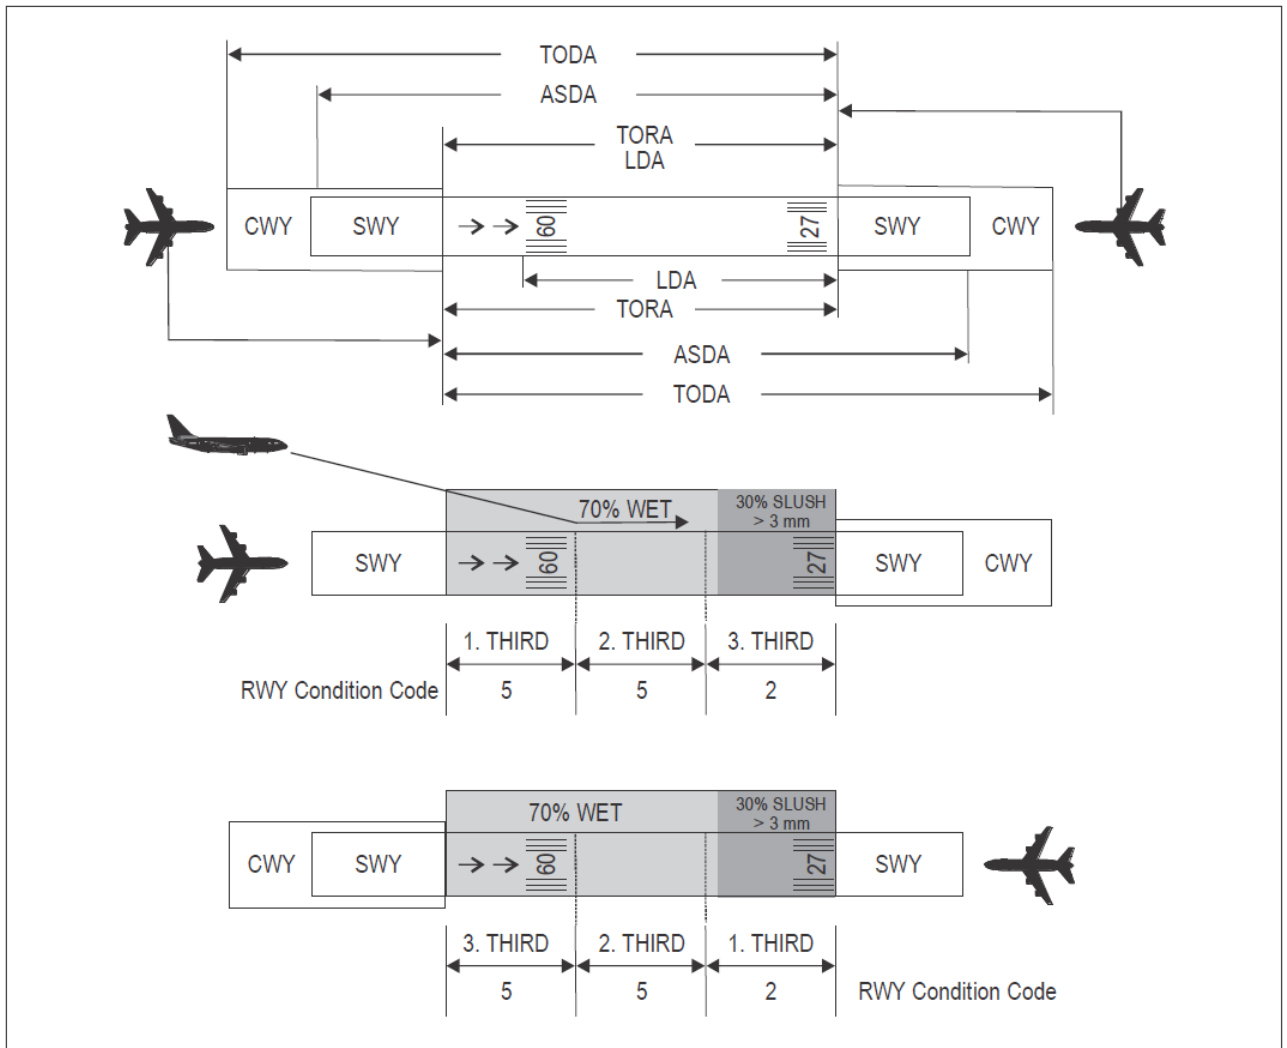 TODA
ASDA
TORA
LDA
CWY
SWY
09
27
SWY
CWY
LDA
TORA
ASDA
TODA
70% WET
30% SLUSH
> 3 mm
SWY
09
27
SWY
CWY
1. THIRD
2. THIRD
3. THIRD
RWY Condition Code
5
5
2
70% WET
30% SLUSH
> 3 mm
CWY
SWY
09
27
SWY
3. THIRD
2. THIRD
1. THIRD
5
5
2
RWY Condition Code